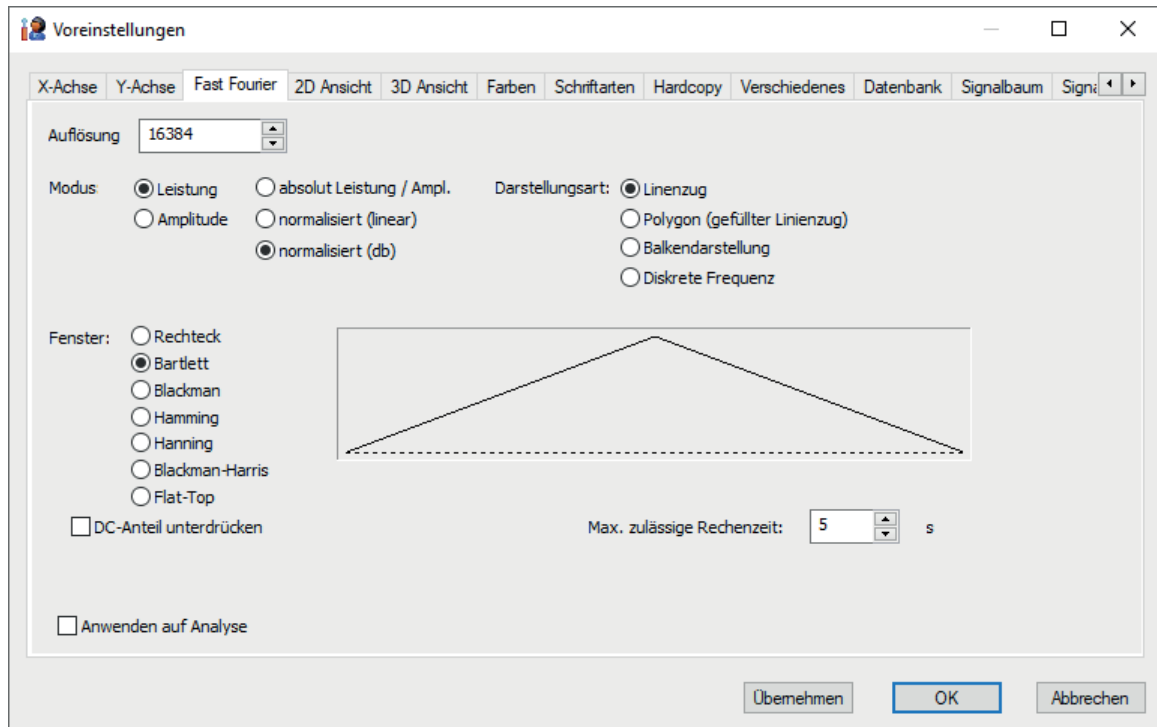 Voreinstellungen
X-Achse Y-Achse Fast Fourier 2D Ansicht 3D Ansicht Farben Schriftarten Hardcopy Verschiedenes Datenbank Signalbaum
Auflösung 16384
Modus Leistung absolut Leistung / Ampl. Darstellungsart: Linenzug
Amplitude normalisiert (linear) Polygon (gefüllter Linienzug)
normalisiert (db) Balkendarstellung
Diskrete Frequenz
Fenster: Rechteck
Bartlett
Blackman
Hamming
Hanning
Blackman-Harris
Flat-Top
DC-Anteil unterdrücken Max. zulässige Rechenzeit: 5 s
Anwenden auf Analyse
Übernehmen OK Abbrechen